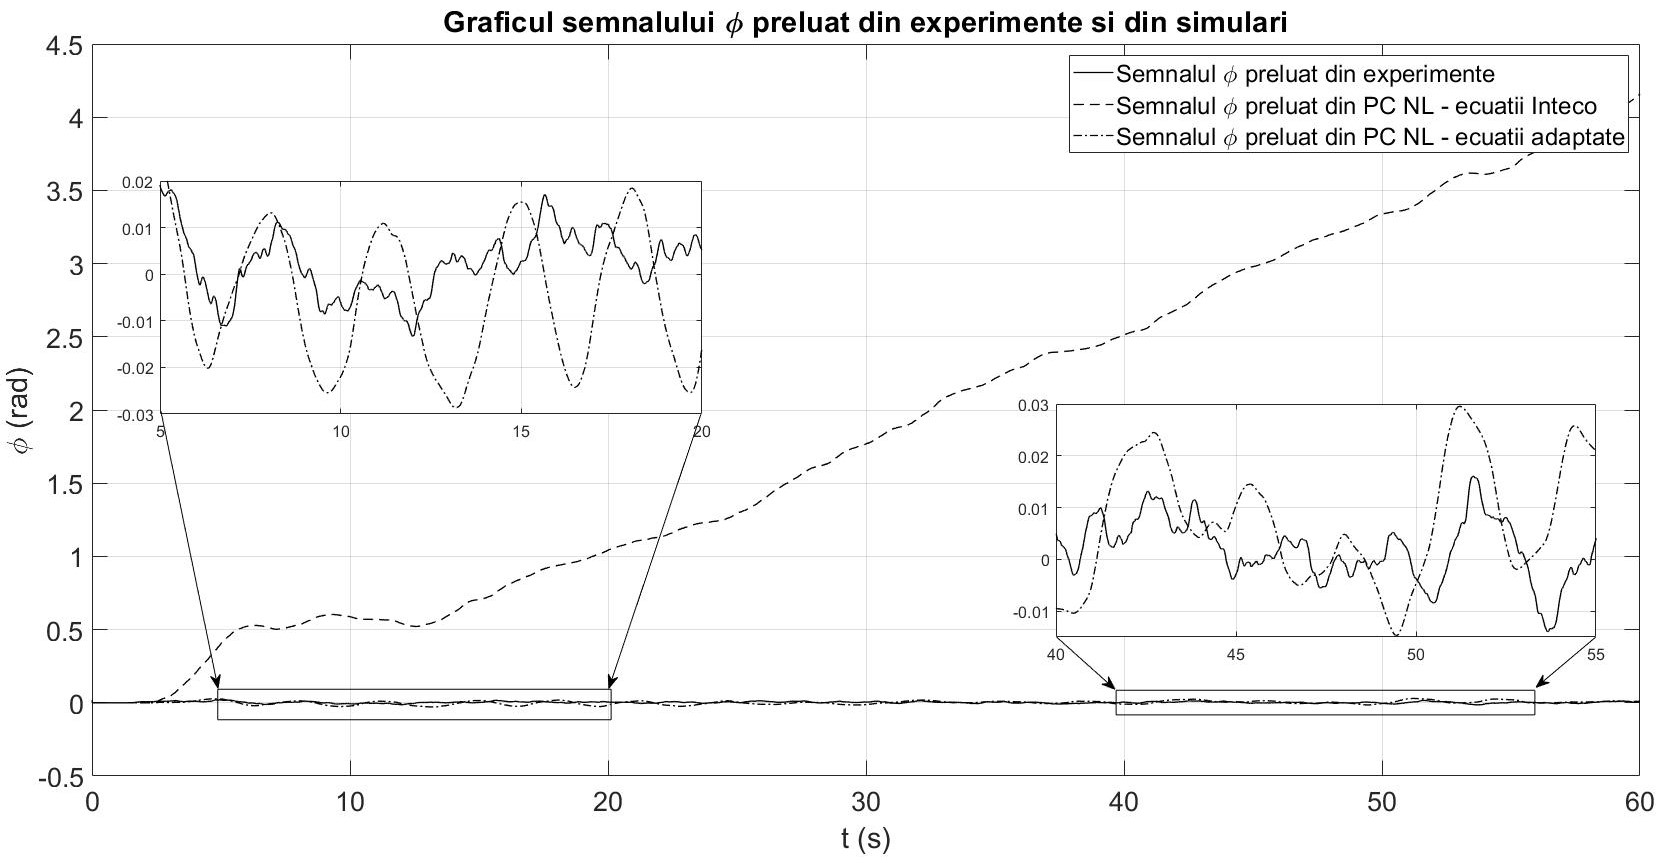 Graficul semnalului ϕ preluat din experimente si din simulari
Semnalul ϕ preluat din experimente
Semnalul ϕ preluat din PC NL - ecuatii Inteco
Semnalul ϕ preluat din PC NL - ecuatii adaptate
4.5
4
3.5
3
2.5
2
1.5
1
0.5
0
-0.5
ϕ (rad)
0.02
0.01
0
-0.01
-0.02
-0.03
5 10 15 20
0.03
0.02
0.01
0
-0.01
40 45 50 55
0 10 20 30 40 50 60
t (s)